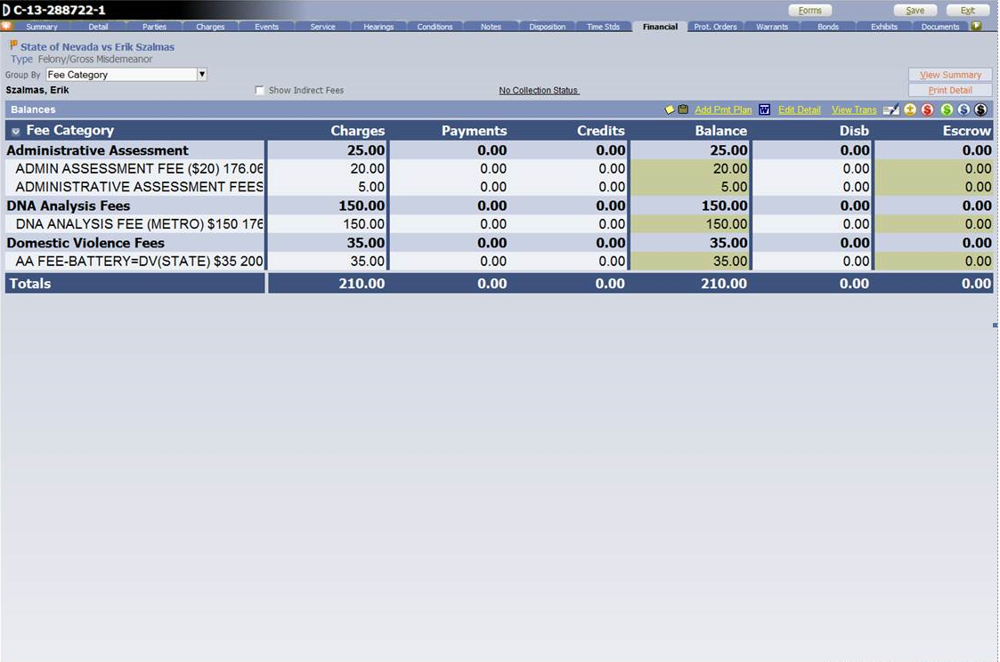 D C-13-288722-1 Forms Save Exit
Summary Detail Parties Charges Events Service Hearings Conditions Notes Disposition Time Stds Financial Prot. Orders Warrants Bonds Exhibits Documents
State of Nevada vs Erik Szalmas
Type Felony/Gross Misdemeanor
Group By Fee Category View Summary
Szalmas, Erik Show Indirect Fees No Collection Status Print Detail
Balances Add Pmt Plan Edit Detail View Trans
Fee Category Charges Payments Credits Balance Disb Escrow
Administrative Assessment 25.00 0.00 0.00 25.00 0.00 0.00
ADMIN ASSESSMENT FEE ($20) 176.06 20.00 0.00 0.00 20.00 0.00 0.00
ADMINISTRATIVE ASSESSMENT FEES 5.00 0.00 0.00 5.00 0.00 0.00
DNA Analysis Fees 150.00 0.00 0.00 150.00 0.00 0.00
DNA ANALYSIS FEE (METRO) $150 176 150.00 0.00 0.00 150.00 0.00 0.00
Domestic Violence Fees 35.00 0.00 0.00 35.00 0.00 0.00
AA FEE-BATTERY=DV(STATE) $35 200 35.00 0.00 0.00 35.00 0.00 0.00
Totals 210.00 0.00 0.00 210.00 0.00 0.00